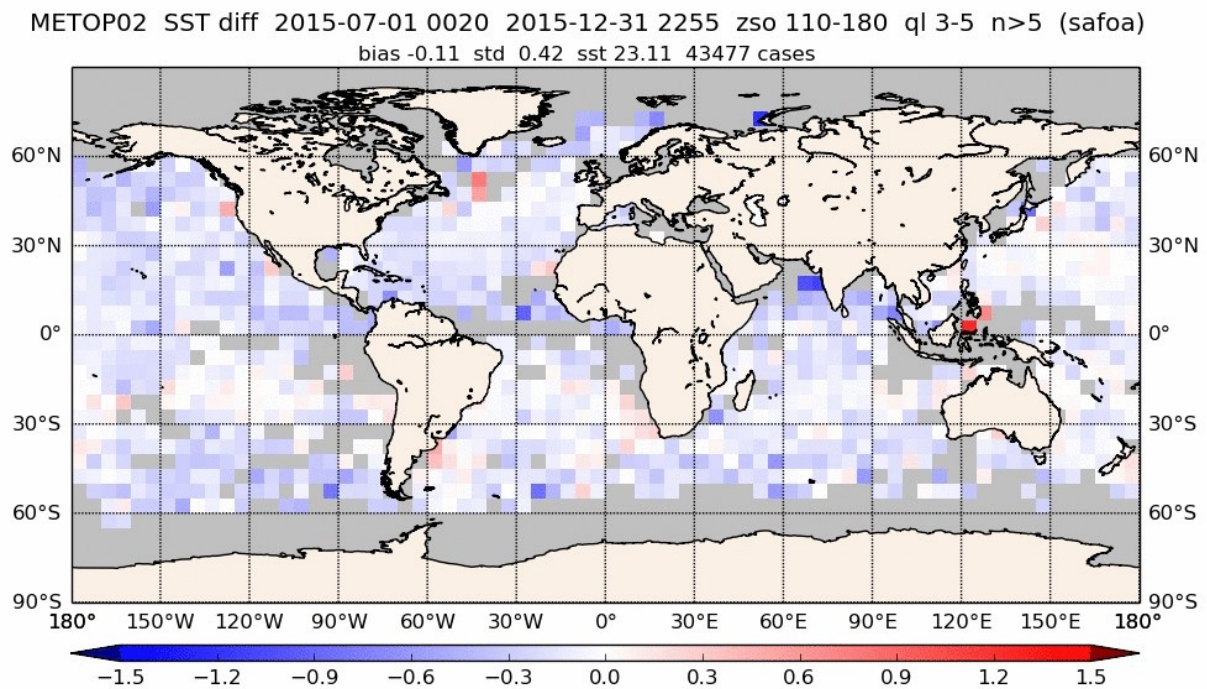 METOP02 SST diff 2015-07-01 0020 2015-12-31 2255 zso 110-180 ql 3-5 n>5 (safoa)
bias -0.11 std 0.42 sst 23.11 43477 cases
60°N 60°N
30°N 30°N
0° 0°
30°S 30°S
60°S 60°S
90°S 90°S
180° 150°W 120°W 90°W 60°W 30°W 0° 30°E 60°E 90°E 120°E 150°E 180°
−1.5 −1.2 −0.9 −0.6 −0.3 0.0 0.3 0.6 0.9 1.2 1.5